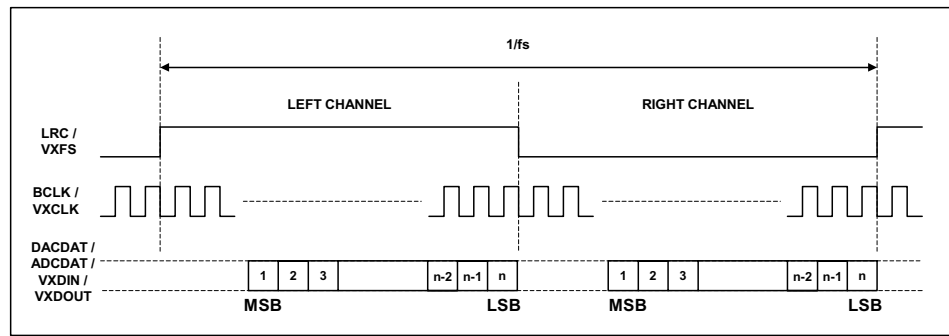 1/fs
LEFT CHANNEL
RIGHT CHANNEL
LRC /
VXFS
BCLK /
VXCLK
DACDAT /
ADCDAT /
VXDIN /
VXDOUT
1 2 3 n-2 n-1 n 1 2 3 n-2 n-1 n
MSB LSB MSB LSB